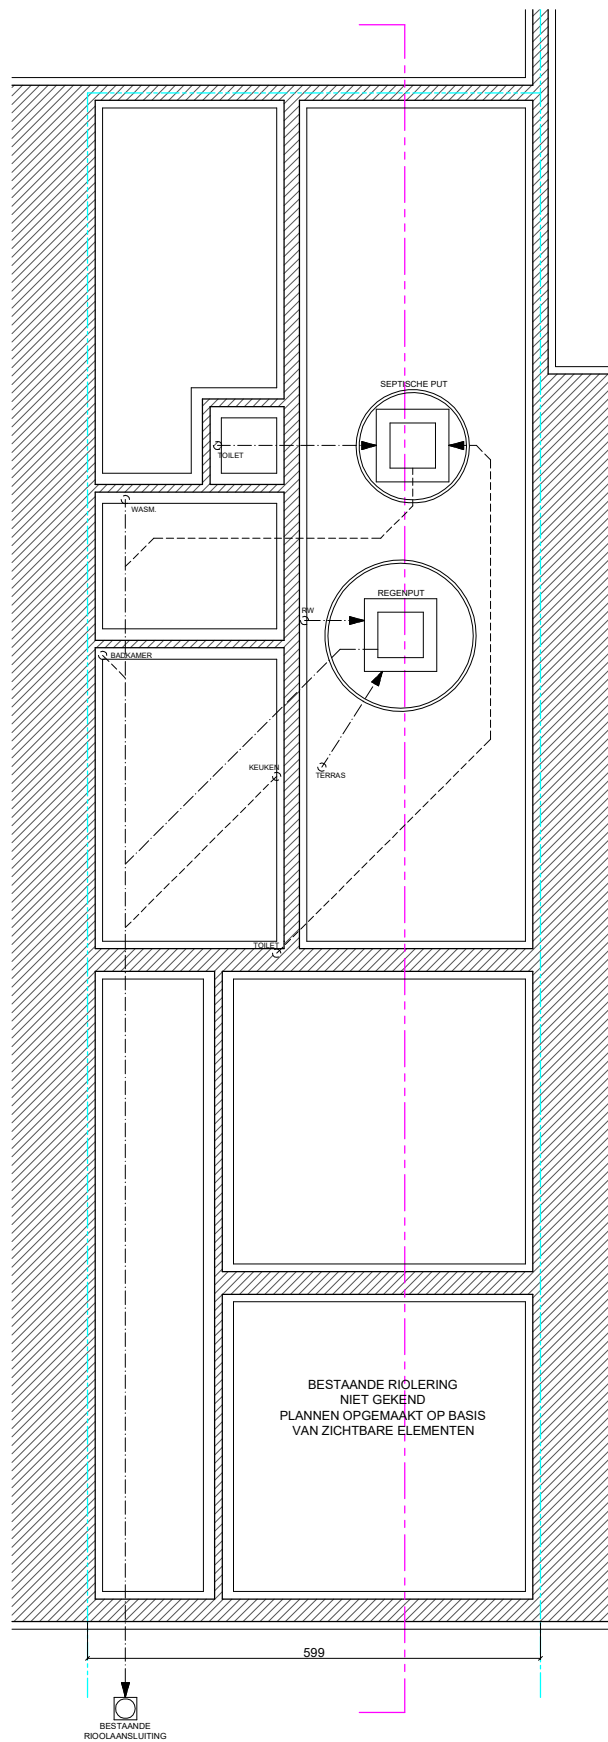 SEPTISCHE PUT
TOILET
WASM.
REGENPUT
RW
BADKAMER
KEUKEN
TERRAS
TOILET
BESTAANDE RIOLERING
NIET GEKEND
PLANNEN OPGEMAAKT OP BASIS
VAN ZICHTBARE ELEMENTEN
599
BESTAANDE
RIOOLAANSLUITING